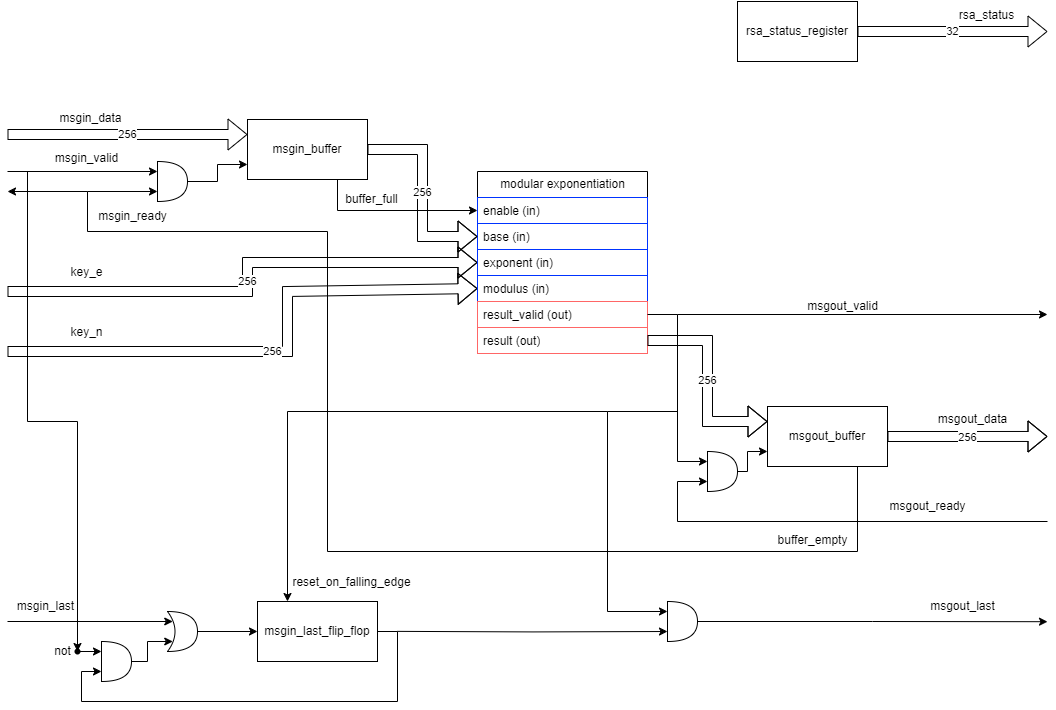 rsa_status
rsa_status_register
32
msgin_data
256
msgin_buffer
msgin_valid
modular exponentiation
256
buffer_full
enable (in)
msgin_ready
base (in)
exponent (in)
key_e
256
modulus (in)
msgout_valid
result_valid (out)
key_n
256
result (out)
256
msgout_data
msgout_buffer
256
msgout_ready
buffer_empty
reset_on_falling_edge
msgin_last
msgout_last
msgin_last_flip_flop
not